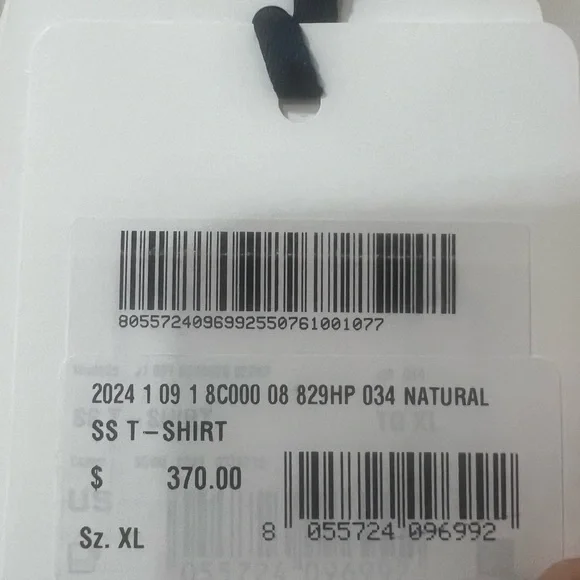 8055724096992550761001077
2024 1 09 1 8C000 08 829HP 034 NATURAL
SS T-SHIRT
$ 370.00
Sz. XL
8 055724 096992